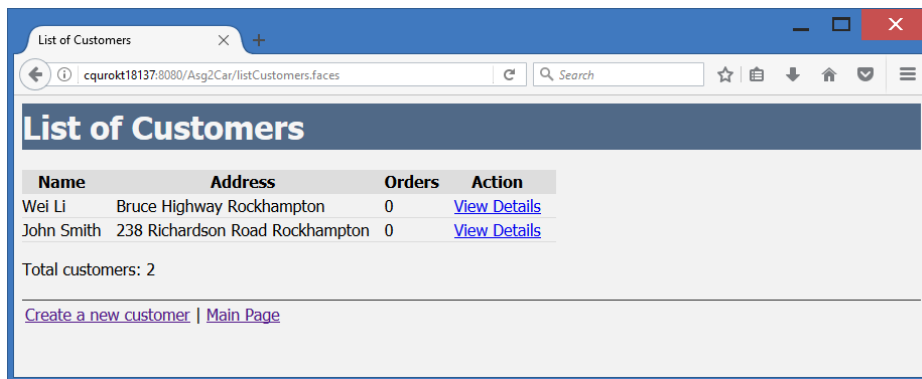 List of Customers
cqurokt18137:8080/Asg2Car/listCustomers.faces Search
List of Customers
Name Address Orders Action
Wei Li Bruce Highway Rockhampton 0 View Details
John Smith 238 Richardson Road Rockhampton 0 View Details
Total customers: 2
Create a new customer | Main Page